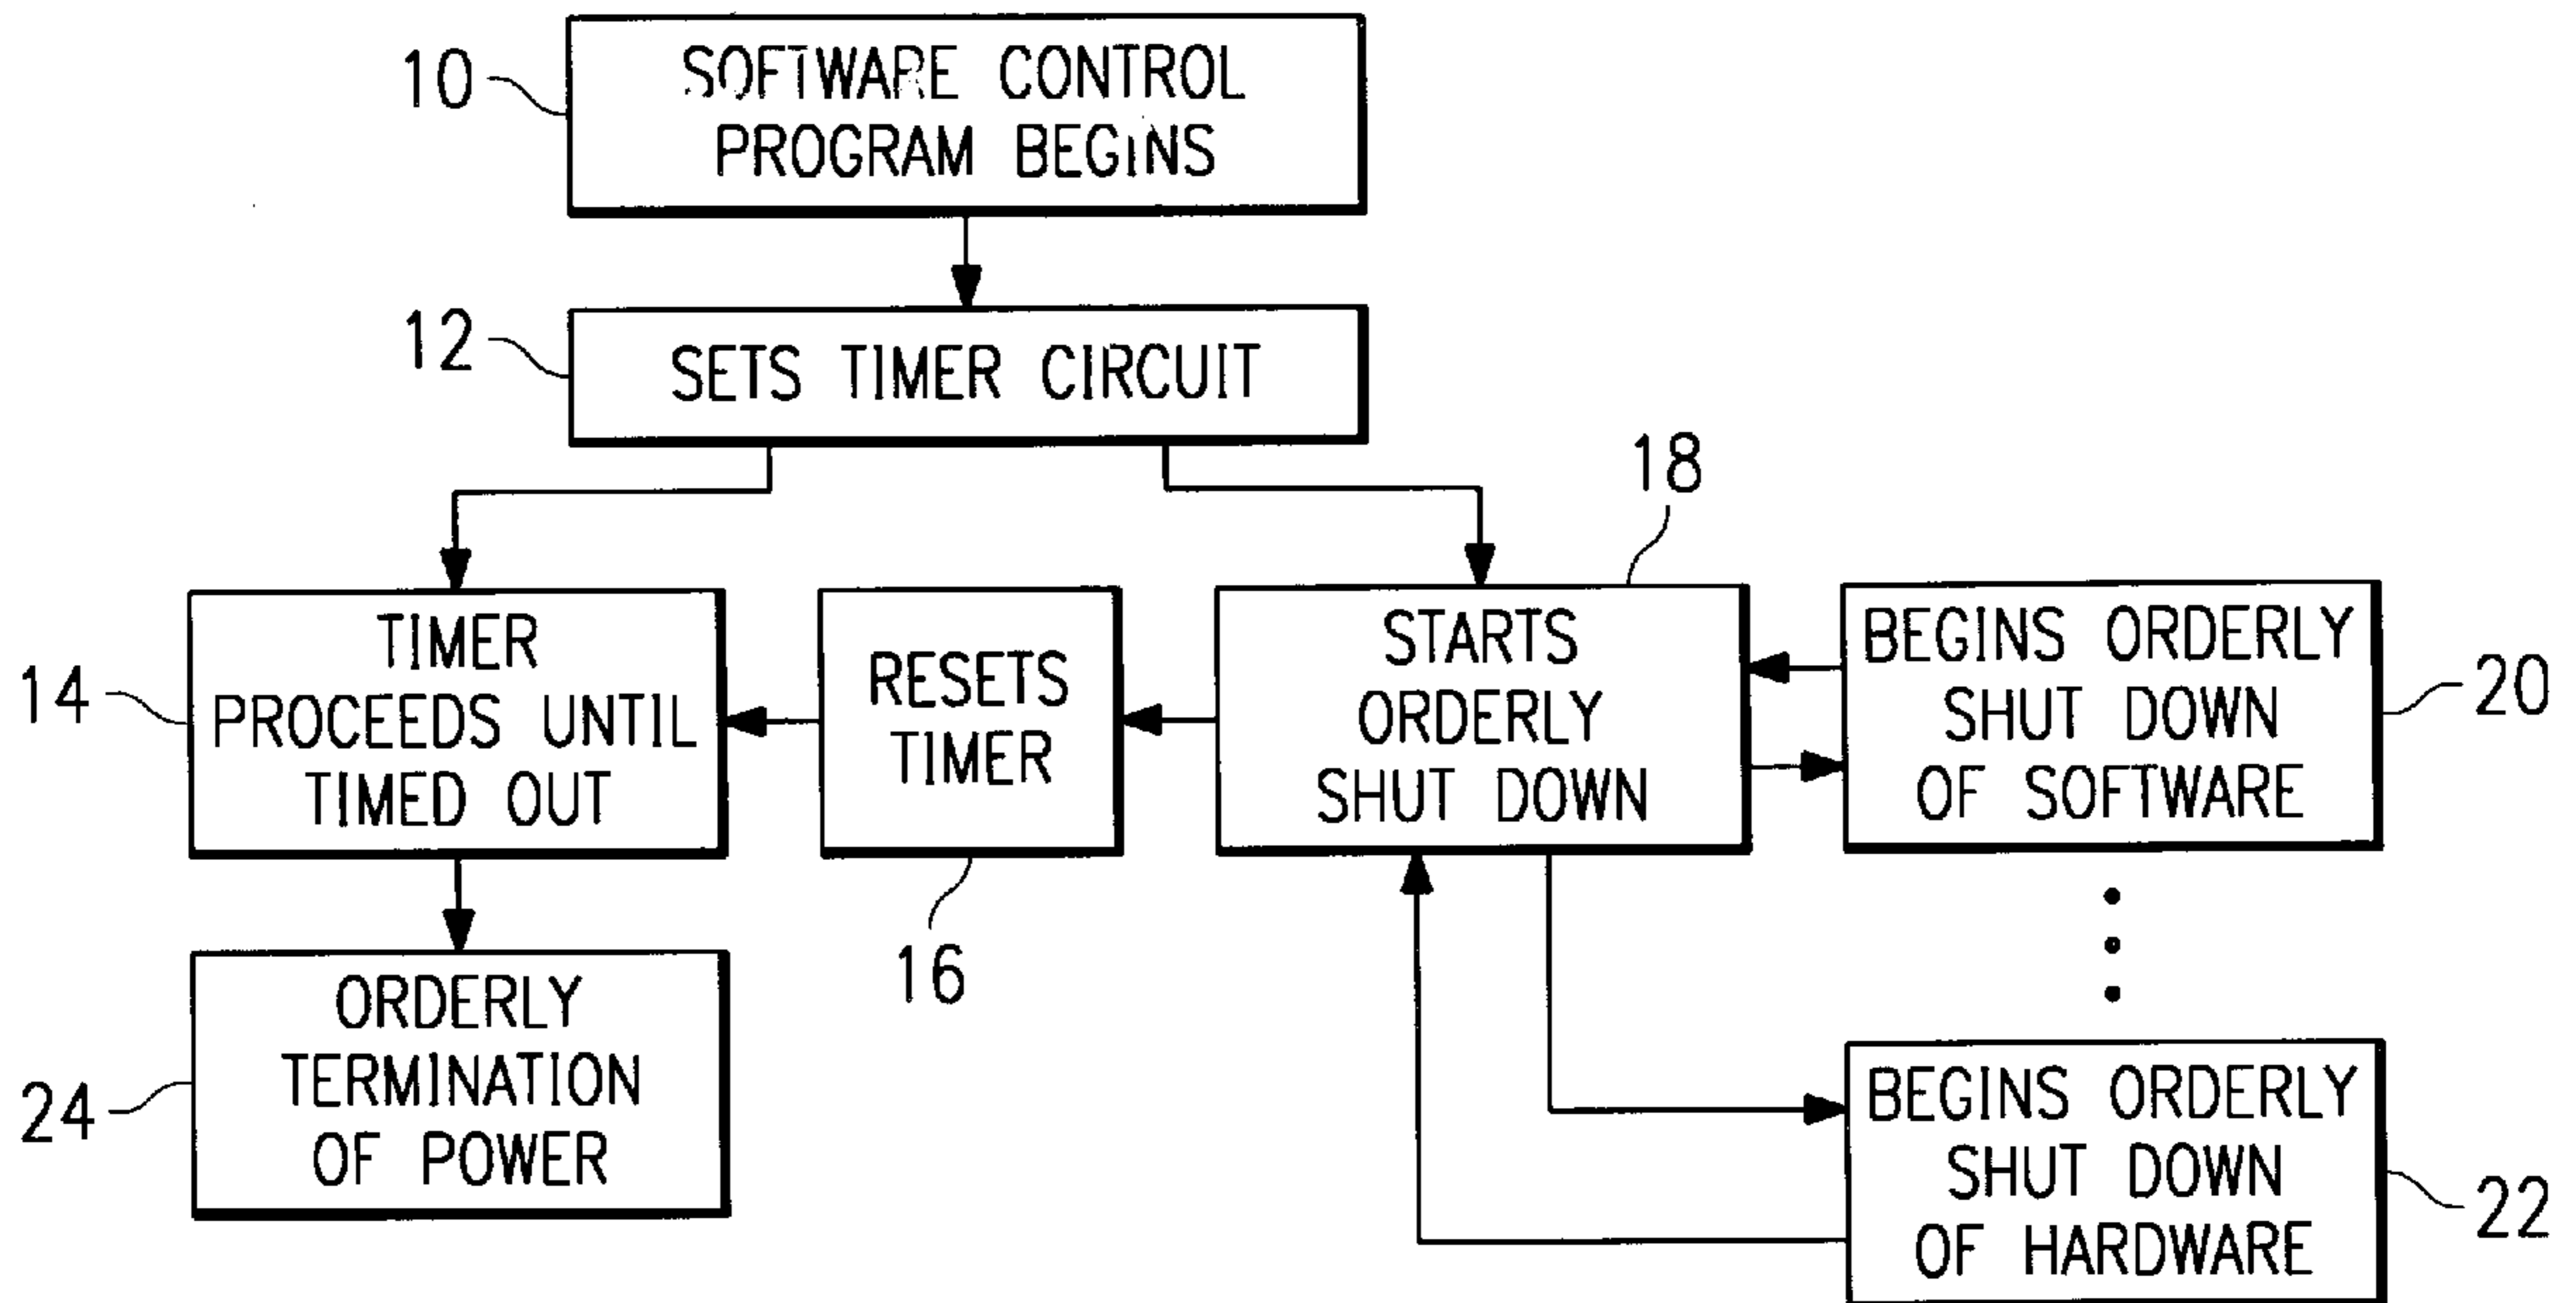 10
SOFTWARE CONTROL
PROGRAM BEGINS
12
SETS TIMER CIRCUIT
18
14
TIMER
PROCEEDS UNTIL
TIMED OUT
RESETS
TIMER
16
STARTS
ORDERLY
SHUT DOWN
BEGINS ORDERLY
SHUT DOWN
OF SOFTWARE
20
24
ORDERLY
TERMINATION
OF POWER
BEGINS ORDERLY
SHUT DOWN
OF HARDWARE
22